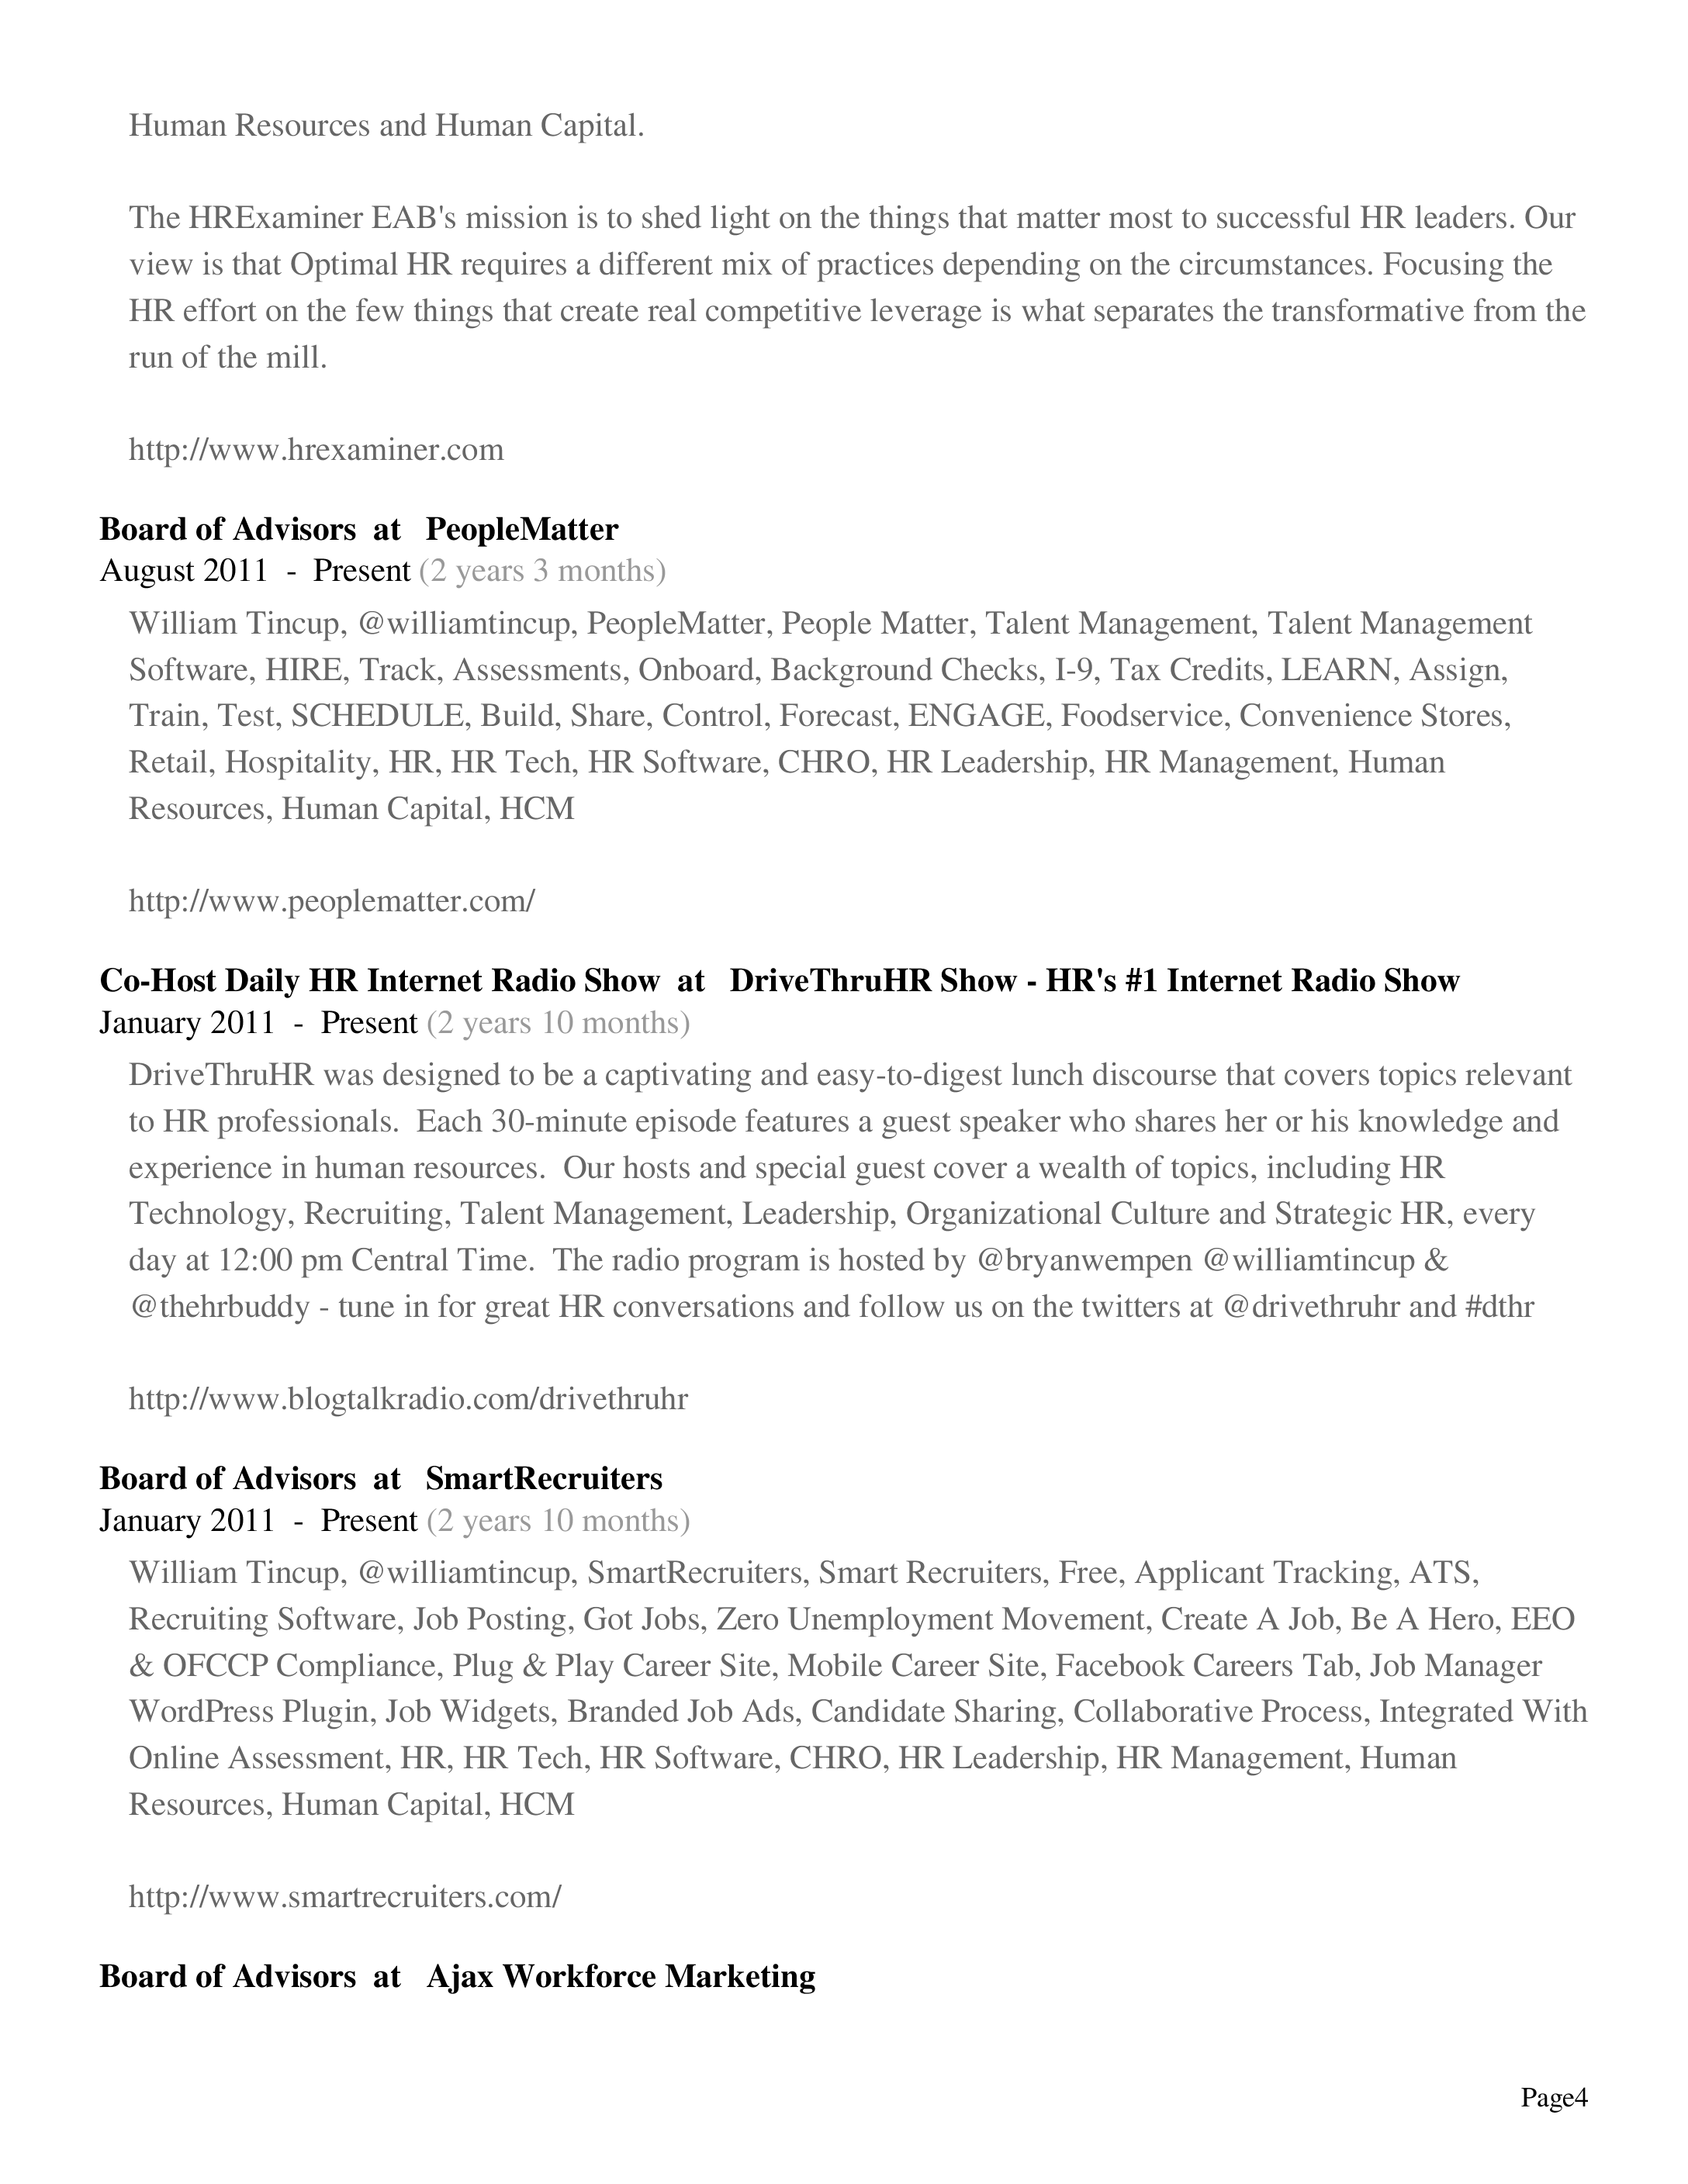 Human Resources and Human Capital.
The HRExaminer EAB's mission is to shed light on the things that matter most to successful HR leaders. Our
view is that Optimal HR requires a different mix of practices depending on the circumstances. Focusing the
HR effort on the few things that create real competitive leverage is what separates the transformative from the
run of the mill.
http://www.hrexaminer.com
Board of Advisors at PeopleMatter
August 2011 - Present (2 years 3 months)
William Tincup, @williamtincup, PeopleMatter, People Matter, Talent Management, Talent Management
Software, HIRE, Track, Assessments, Onboard, Background Checks, I-9, Tax Credits, LEARN, Assign,
Train, Test, SCHEDULE, Build, Share, Control, Forecast, ENGAGE, Foodservice, Convenience Stores,
Retail, Hospitality, HR, HR Tech, HR Software, CHRO, HR Leadership, HR Management, Human
Resources, Human Capital, HCM
http://www.peoplematter.com/
Co-Host Daily HR Internet Radio Show at DriveThruHR Show - HR's #1 Internet Radio Show
January 2011 - Present (2 years 10 months)
DriveThruHR was designed to be a captivating and easy-to-digest lunch discourse that covers topics relevant
to HR professionals. Each 30-minute episode features a guest speaker who shares her or his knowledge and
experience in human resources. Our hosts and special guest cover a wealth of topics, including HR
Technology, Recruiting, Talent Management, Leadership, Organizational Culture and Strategic HR, every
day at 12:00 pm Central Time. The radio program is hosted by @bryanwempen @williamtincup &
@thehrbuddy - tune in for great HR conversations and follow us on the twitters at @drivethruhr and #dthr
http://www.blogtalkradio.com/drivethruhr
Board of Advisors at SmartRecruiters
January 2011 - Present (2 years 10 months)
William Tincup, @williamtincup, SmartRecruiters, Smart Recruiters, Free, Applicant Tracking, ATS,
Recruiting Software, Job Posting, Got Jobs, Zero Unemployment Movement, Create A Job, Be A Hero, EEO
& OFCCP Compliance, Plug & Play Career Site, Mobile Career Site, Facebook Careers Tab, Job Manager
WordPress Plugin, Job Widgets, Branded Job Ads, Candidate Sharing, Collaborative Process, Integrated With
Online Assessment, HR, HR Tech, HR Software, CHRO, HR Leadership, HR Management, Human
Resources, Human Capital, HCM
http://www.smartrecruiters.com/
Board of Advisors at Ajax Workforce Marketing
Page4